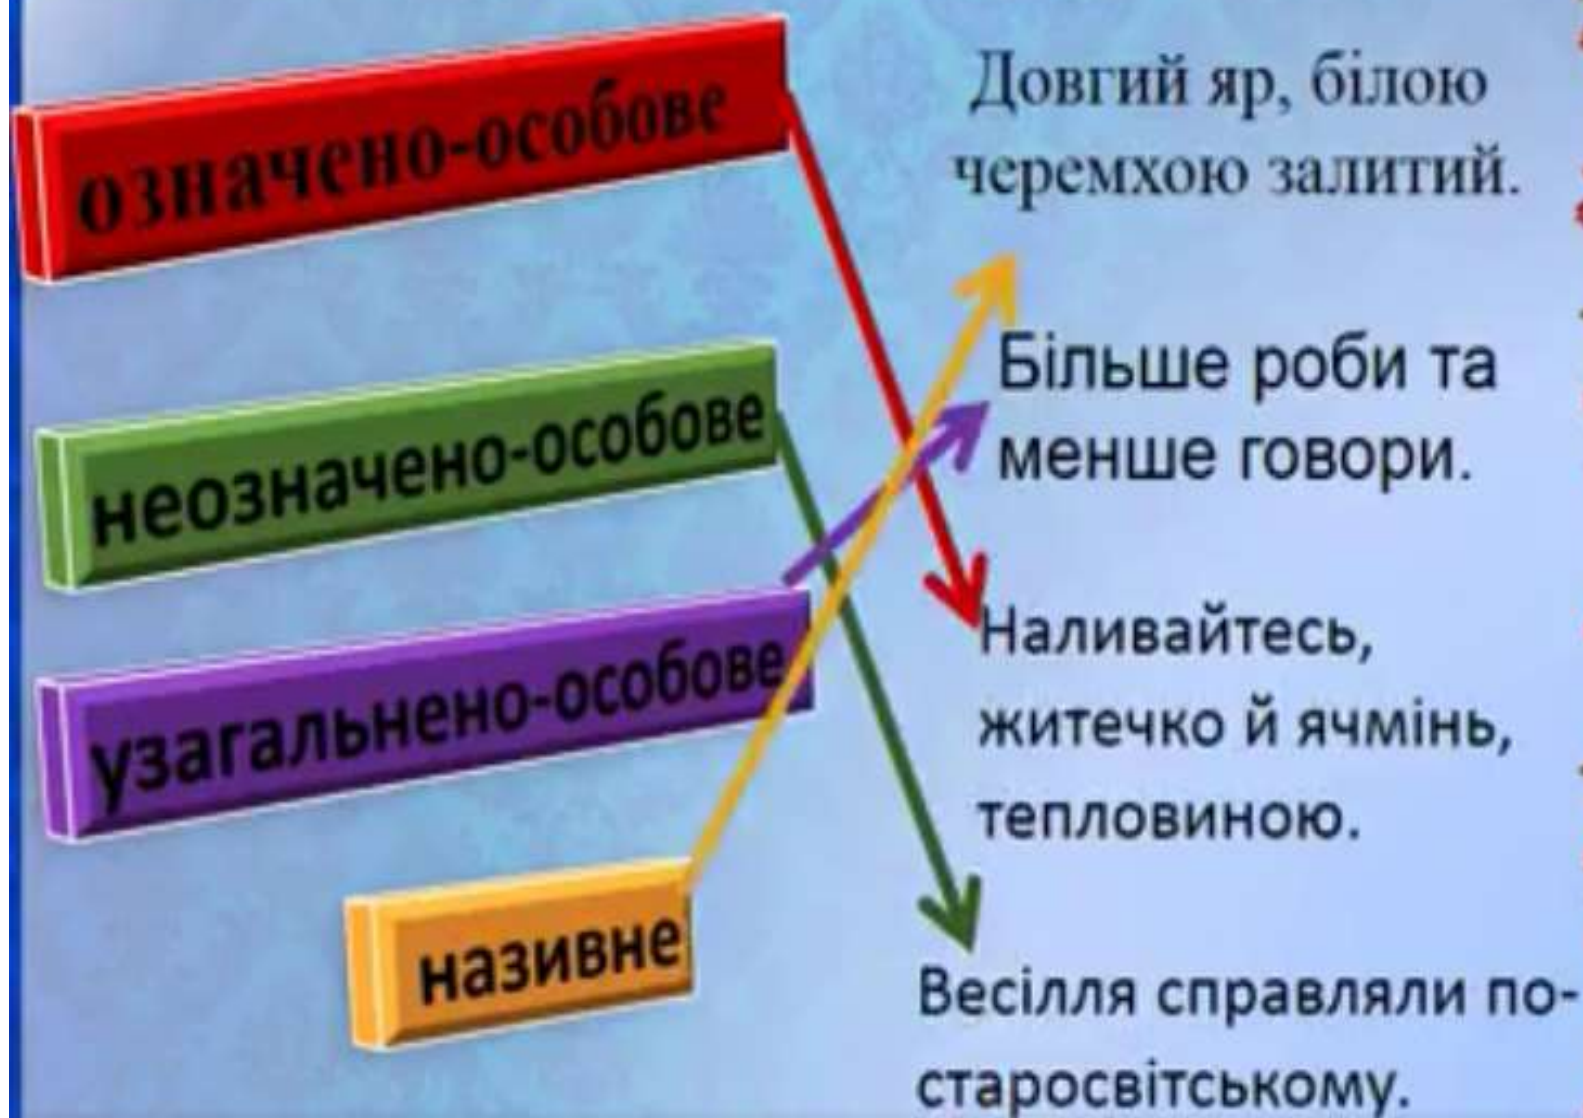 означено-особове
неозначено-особове
узагальнено-особове
називне
Довгий яр, білою
черемхою залитий.
Більше роби та
менше говори.
Наливайтесь,
житечко й ячмінь,
тепловиною.
Весілля справляли по-
старосвітському.